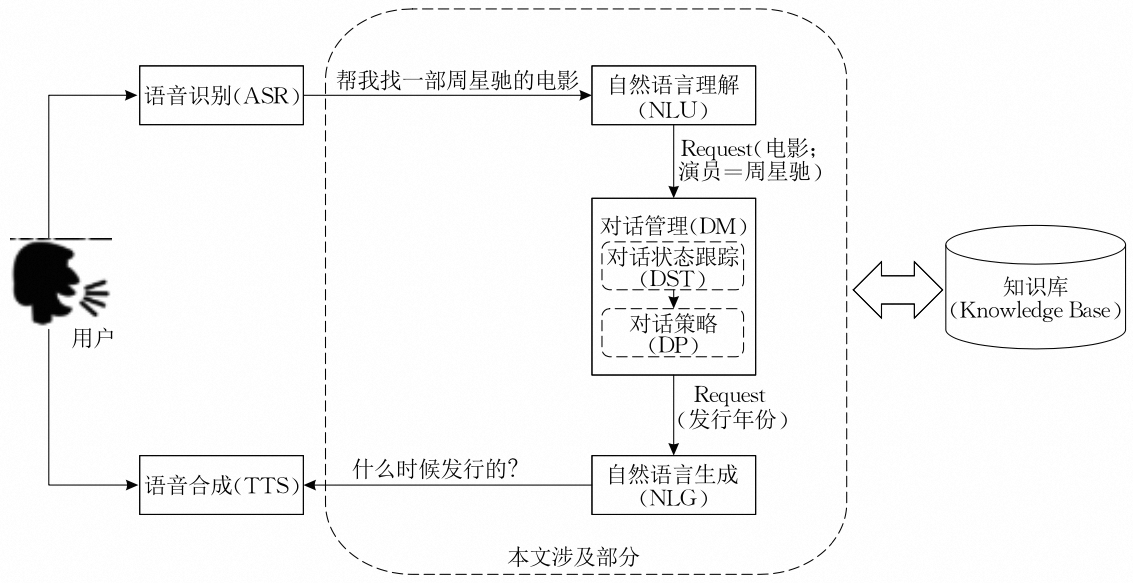 语音识别(ASR)
帮我找一部周星驰的电影
自然语言理解
(NLU)
Request(电影;
演员=周星驰)
对话管理(DM)
对话状态跟踪
(DST)
对话策略
(DP)
知识库
(Knowledge Base)
用户
Request
(发行年份)
语音合成(TTS)
什么时候发行的?
自然语言生成
(NLG)
本文涉及部分